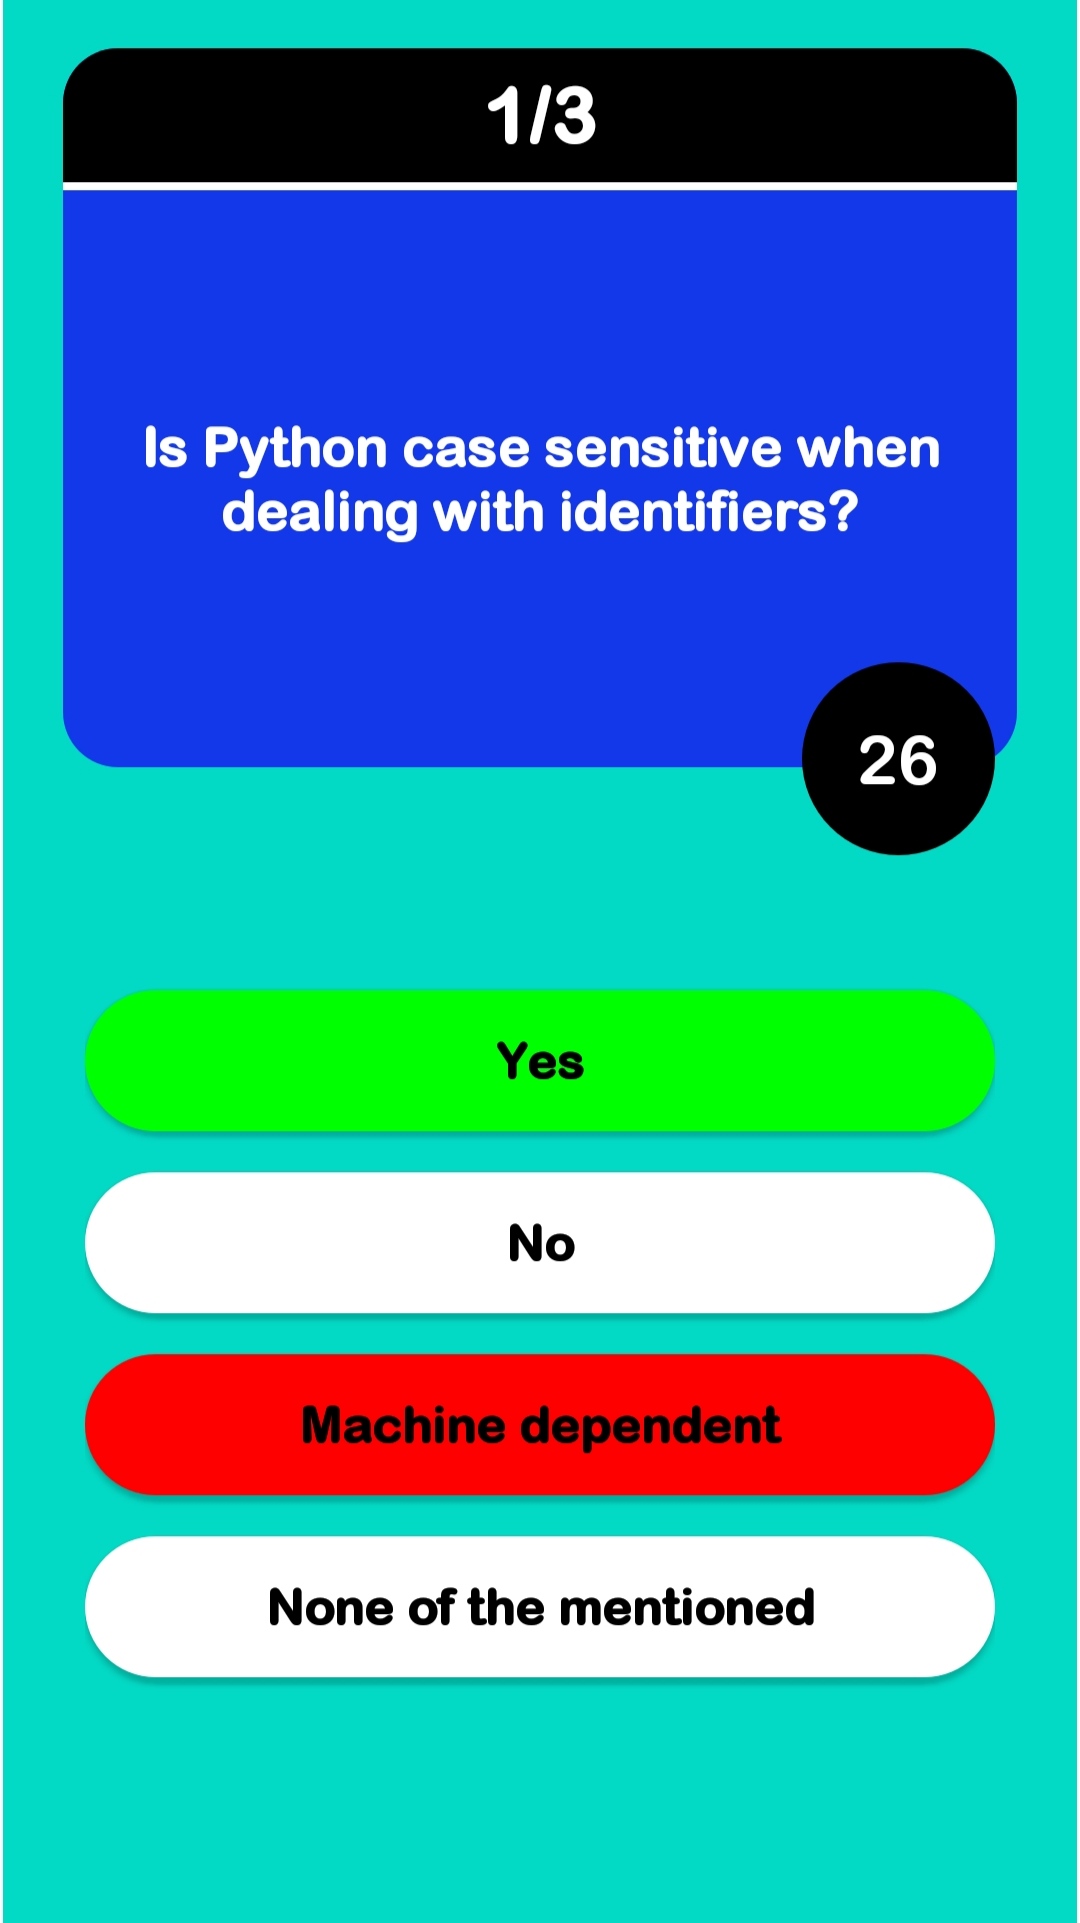 1/3
Is Python case sensitive when
dealing with identifiers?
26
Yes
No
Machine dependent
None of the mentioned